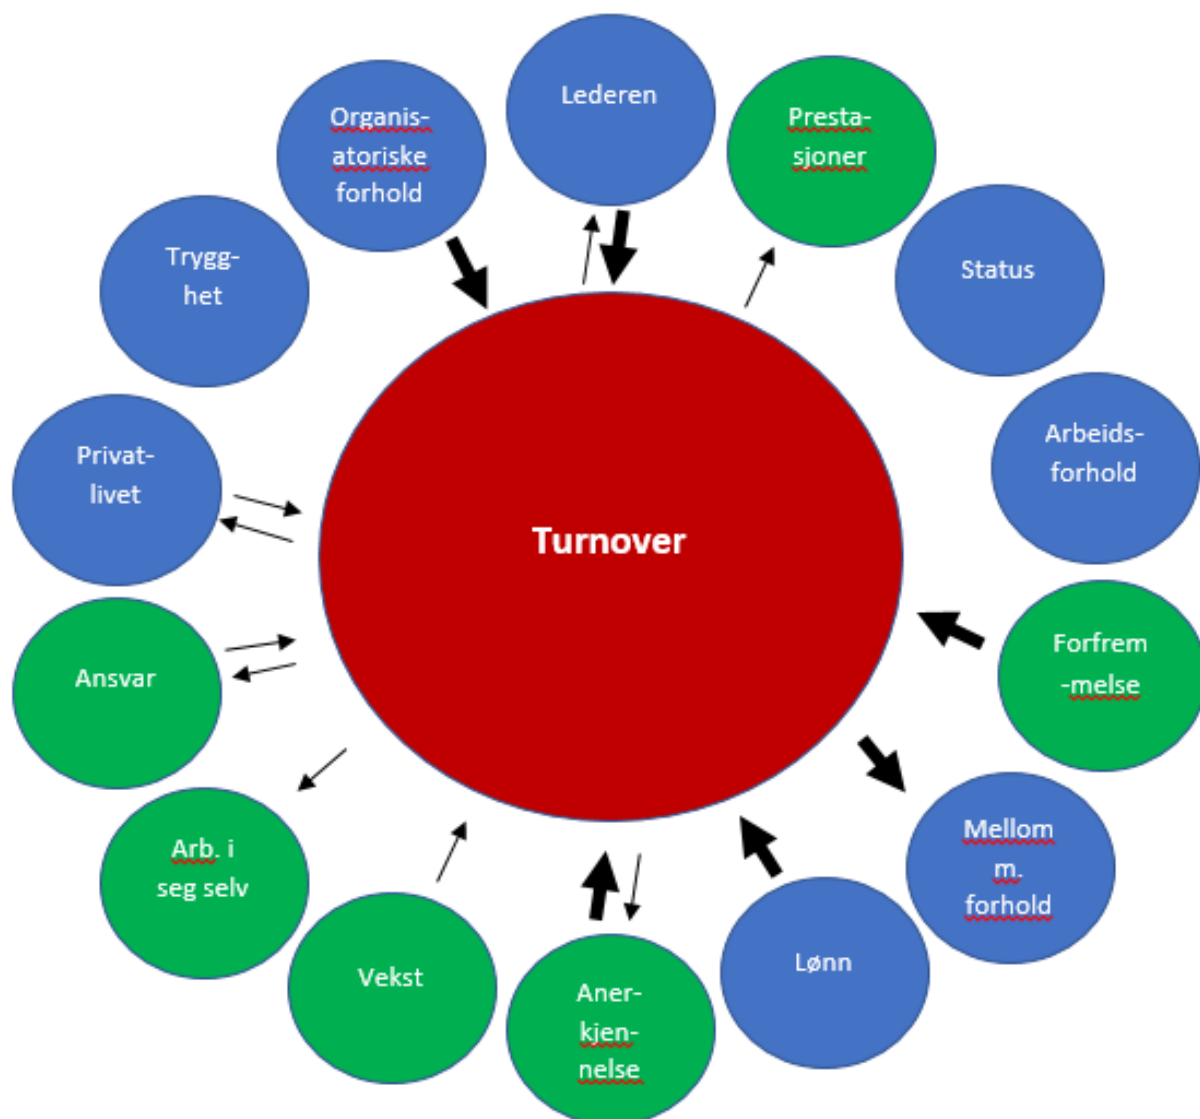 Lederen
Presta-
sjoner
Status
Arbeids-
forhold
Forfrem
-melse
Mellom
m.
forhold
Lønn
Aner-
kjen-
nelse
Vekst
Arb. i
seg selv
Ansvar
Privat-
livet
Trygg-
het
Organis-
atoriske
forhold
Turnover